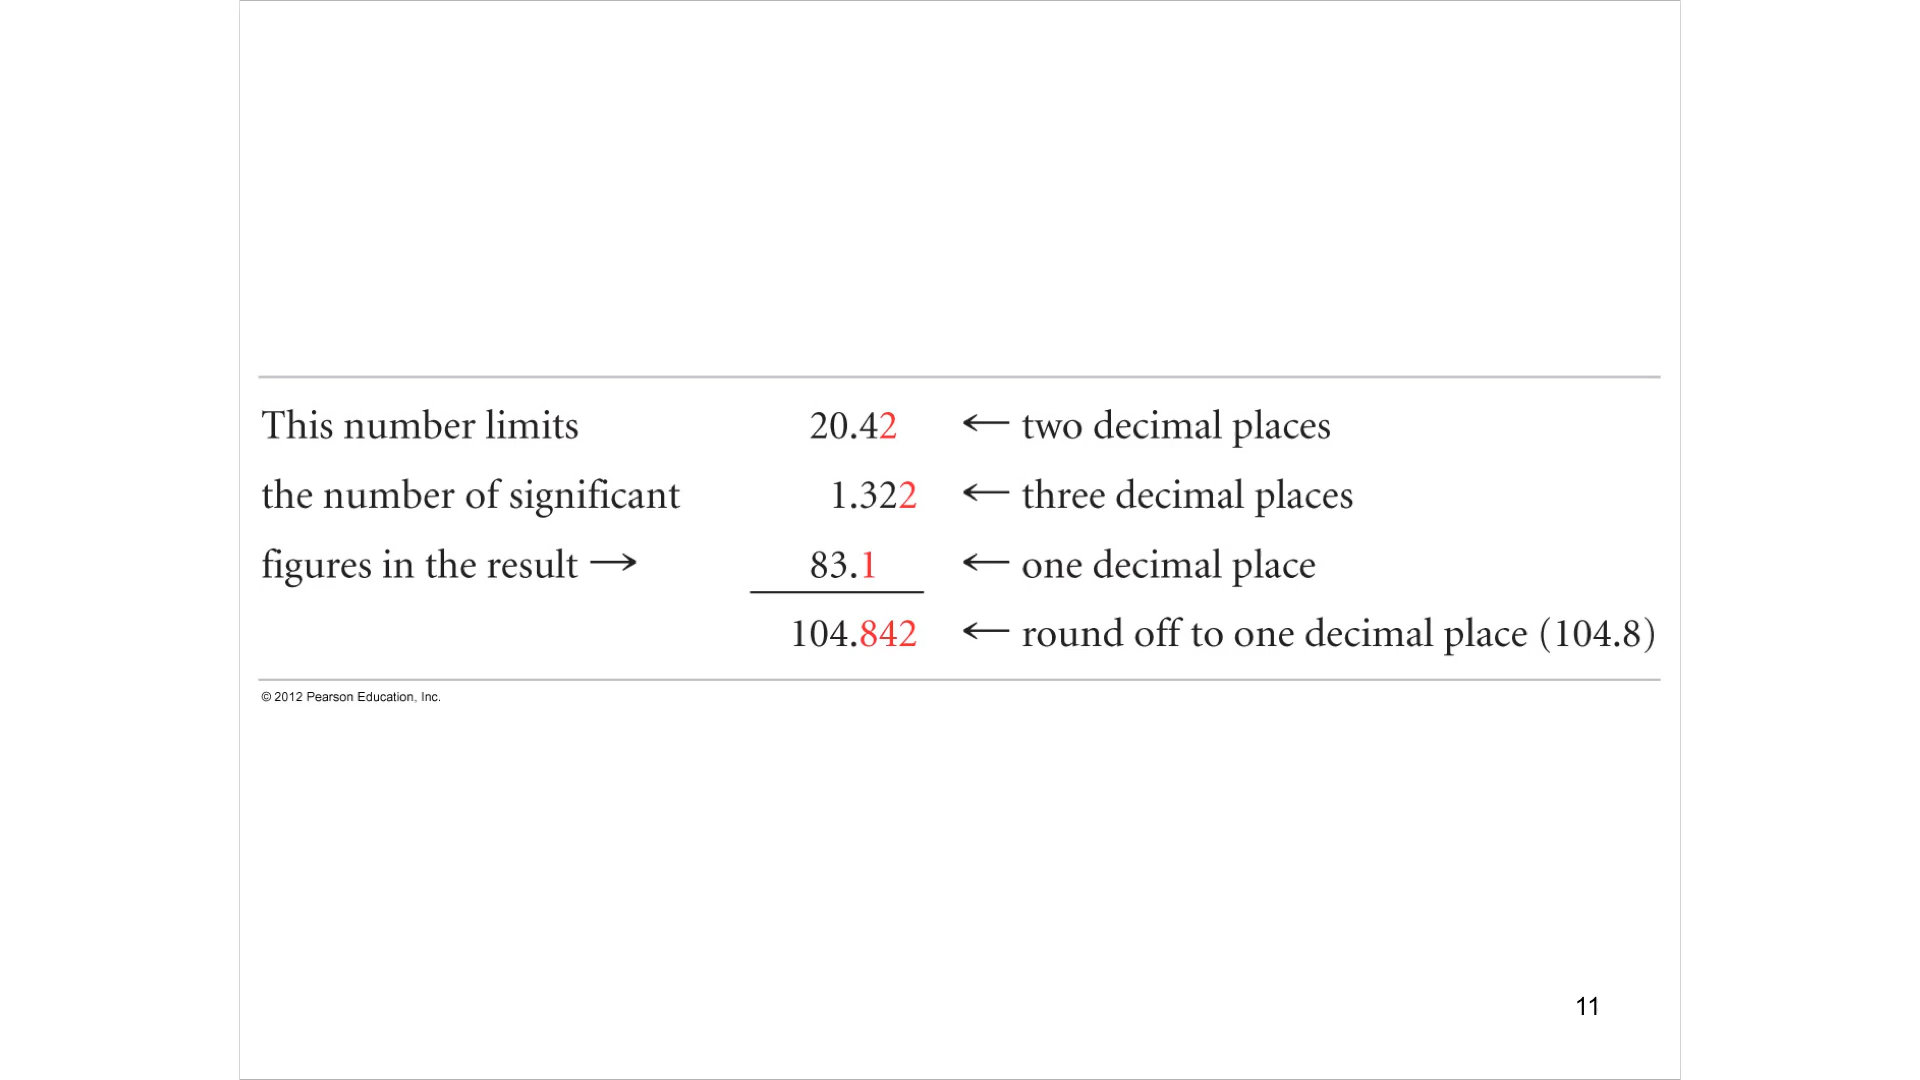 This number limits 20.42 ← two decimal places
the number of significant 1.322 ← three decimal places
figures in the result → 83.1 ← one decimal place
104.842 ← round off to one decimal place (104.8)
© 2012 Pearson Education, Inc.
11